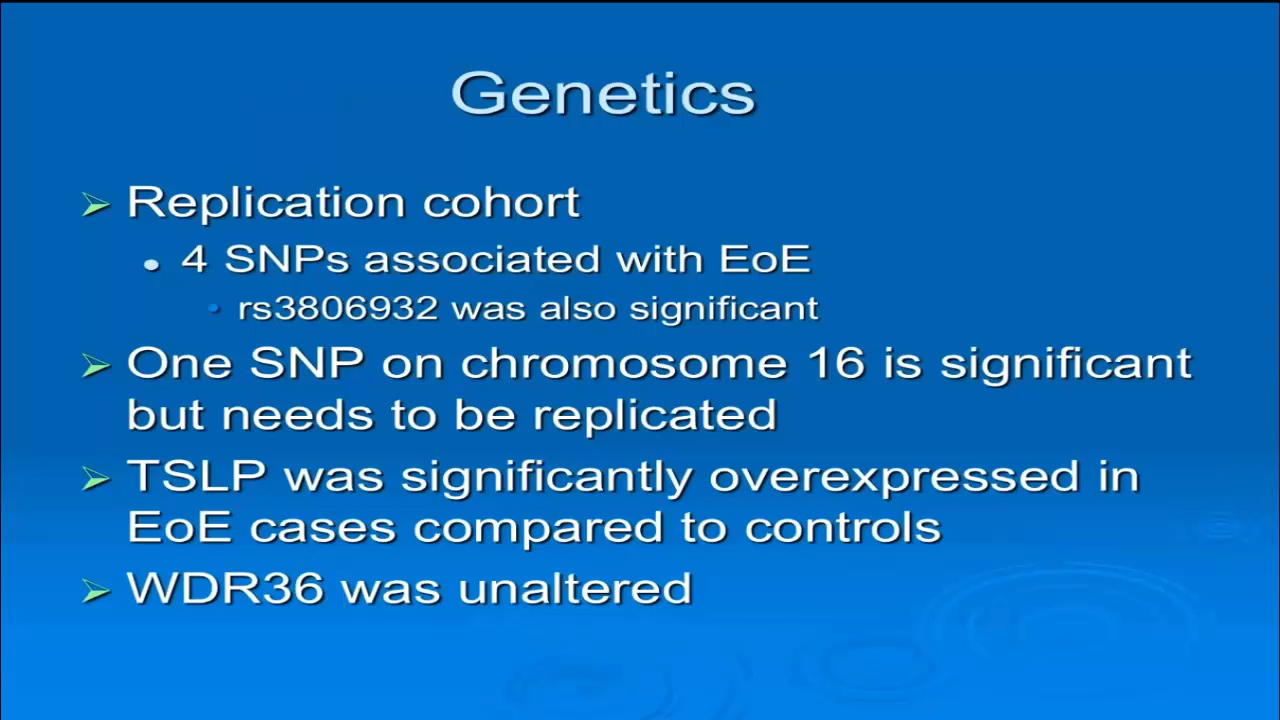 Genetics
Replication cohort
4 SNPs associated with EoE
rs3806932 was also significant
One SNP on chromosome 16 is significant
but needs to be replicated
TSLP was significantly overexpressed in
EoE cases compared to controls
WDR36 was unaltered